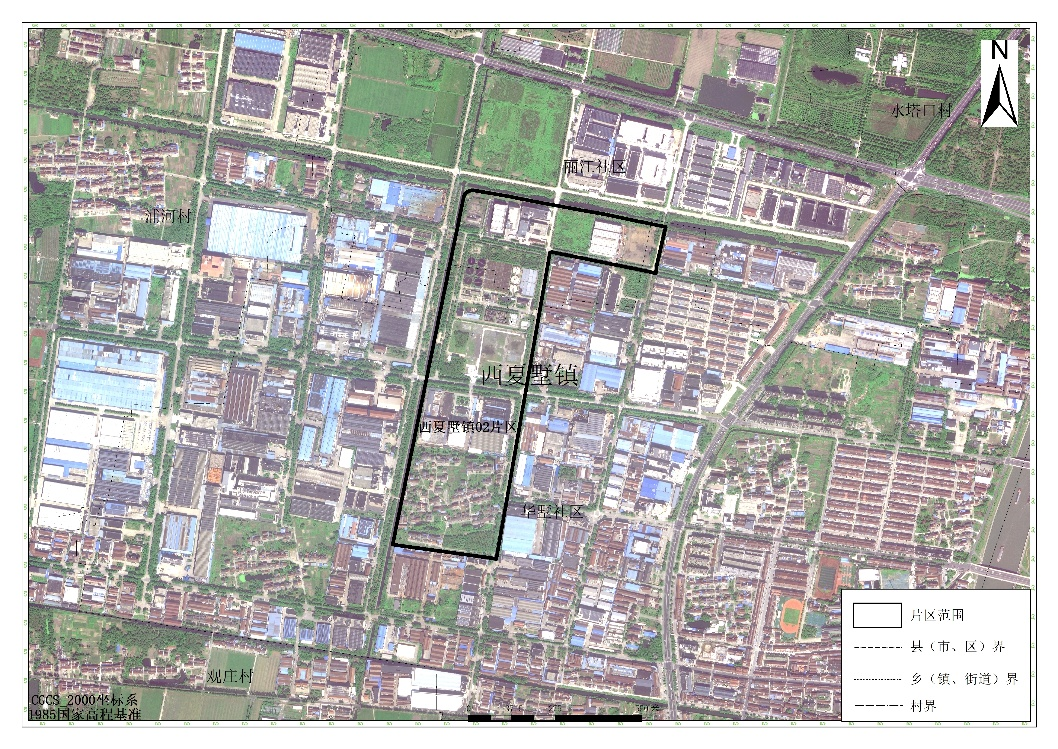 N
水塔口村
丽江社区
浦河村
西夏墅镇
西夏墅镇02片区
华墅社区
片区范围
县（市、区）界
乡（镇、街道）界
村界
观庄村
CGCS_2000坐标系
1985国家高程基准